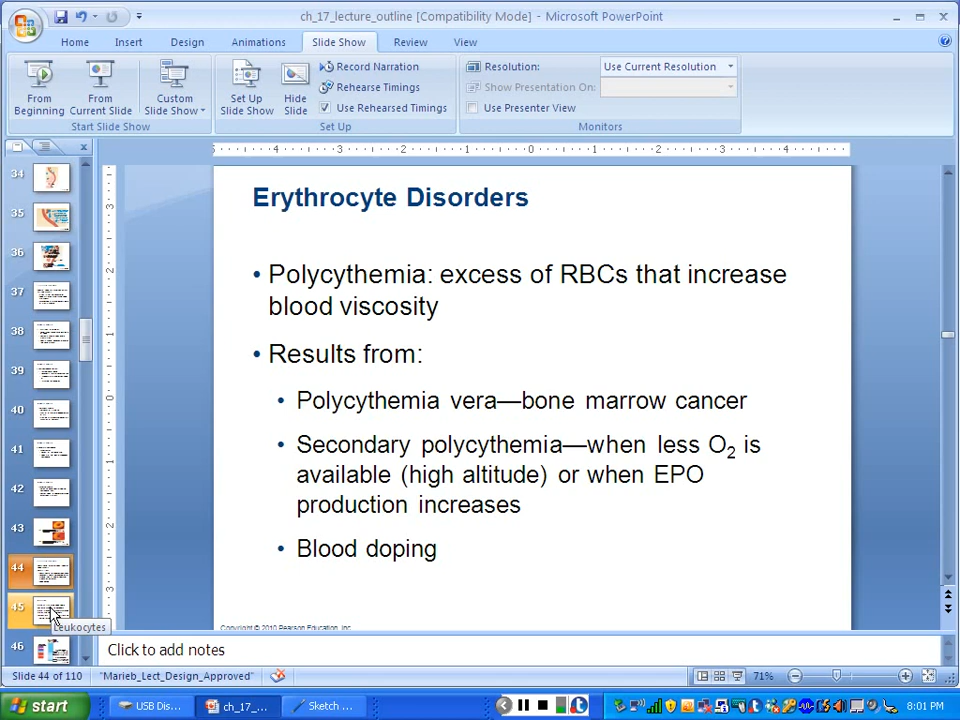 ch_17_lecture_outline [Compatibility Mode] - Microsoft PowerPoint
Home Insert Design Animations Slide Show Review View
From Beginning
From Current Slide
Custom Slide Show
Set Up Slide Show
Hide Slide
Record Narration
Rehearse Timings
Use Rehearsed Timings
Resolution: Use Current Resolution
Show Presentation On:
Use Presenter View
Start Slide Show Set Up Monitors
34
35
36
37
38
39
40
41
42
43
44
45
Leukocytes
46
Erythrocyte Disorders
• Polycythemia: excess of RBCs that increase
blood viscosity
• Results from:
• Polycythemia vera—bone marrow cancer
• Secondary polycythemia—when less O2 is
available (high altitude) or when EPO
production increases
• Blood doping
Copyright © 2010 Pearson Education, Inc.
Click to add notes
Slide 44 of 110 "Marieb_Lect_Design_Approved" 71%
start USB Dis... ch_17_... Sketch ... 8:01 PM